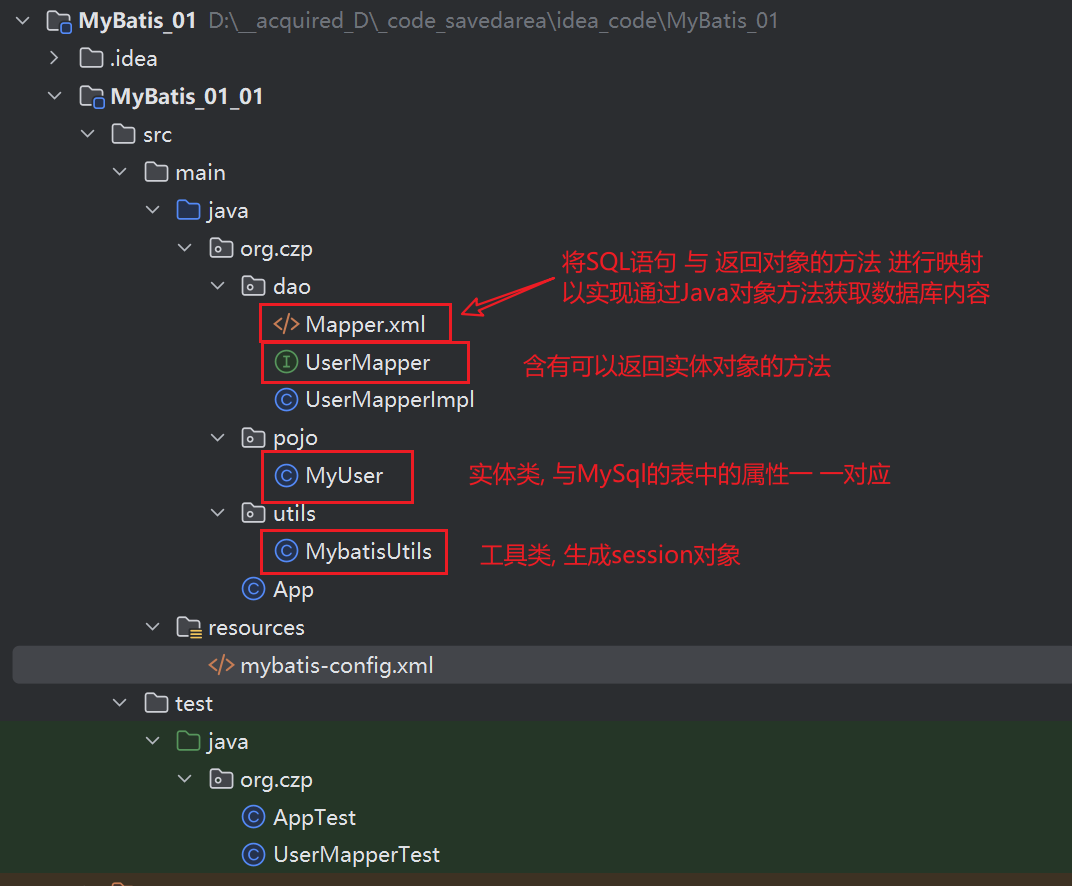 MyBatis_01 D:\__acquired_D\_code_savedarea\idea_code\MyBatis_01
.idea
MyBatis_01_01
src
main
java
org.czp
dao
将SQL语句 与 返回对象的方法 进行映射
以实现通过Java对象方法获取数据库内容
</> Mapper.xml
I UserMapper
含有可以返回实体对象的方法
C UserMapperImpl
pojo
C MyUser
实体类, 与MySql的表中的属性一 一对应
utils
C MybatisUtils
工具类, 生成session对象
C App
resources
</> mybatis-config.xml
test
java
org.czp
C AppTest
C UserMapperTest